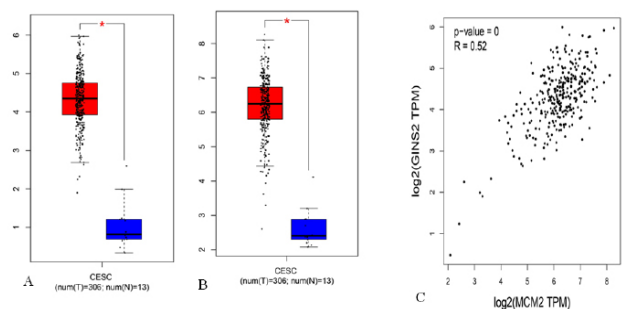 *
6
5
4
3
2
1
A
CESC
(num(T)=306; num(N)=13)
*
8
7
6
5
4
3
2
B
CESC
(num(T)=306; num(N)=13)
p-value = 0
R = 0.52
log2(GINS2 TPM)
6
5
4
3
2
1
2 3 4 5 6 7 8
C
log2(MCM2 TPM)